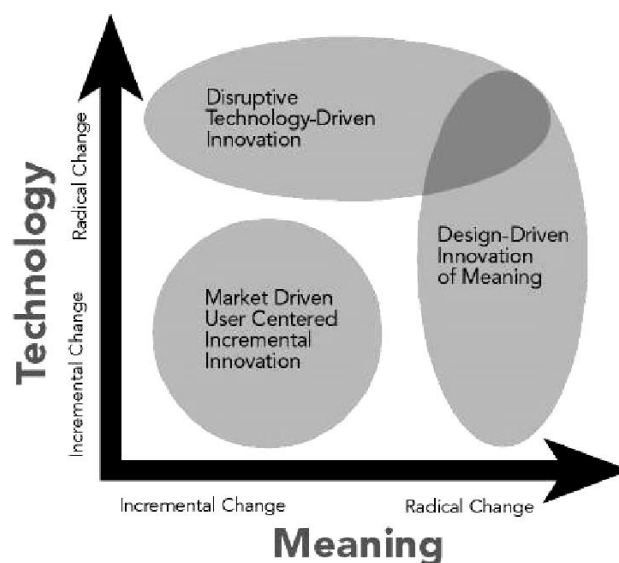 Technology
Radical Change
Incremental Change
Disruptive
Technology-Driven
Innovation
Design-Driven
Innovation
of Meaning
Market Driven
User Centered
Incremental
Innovation
Incremental Change
Radical Change
Meaning